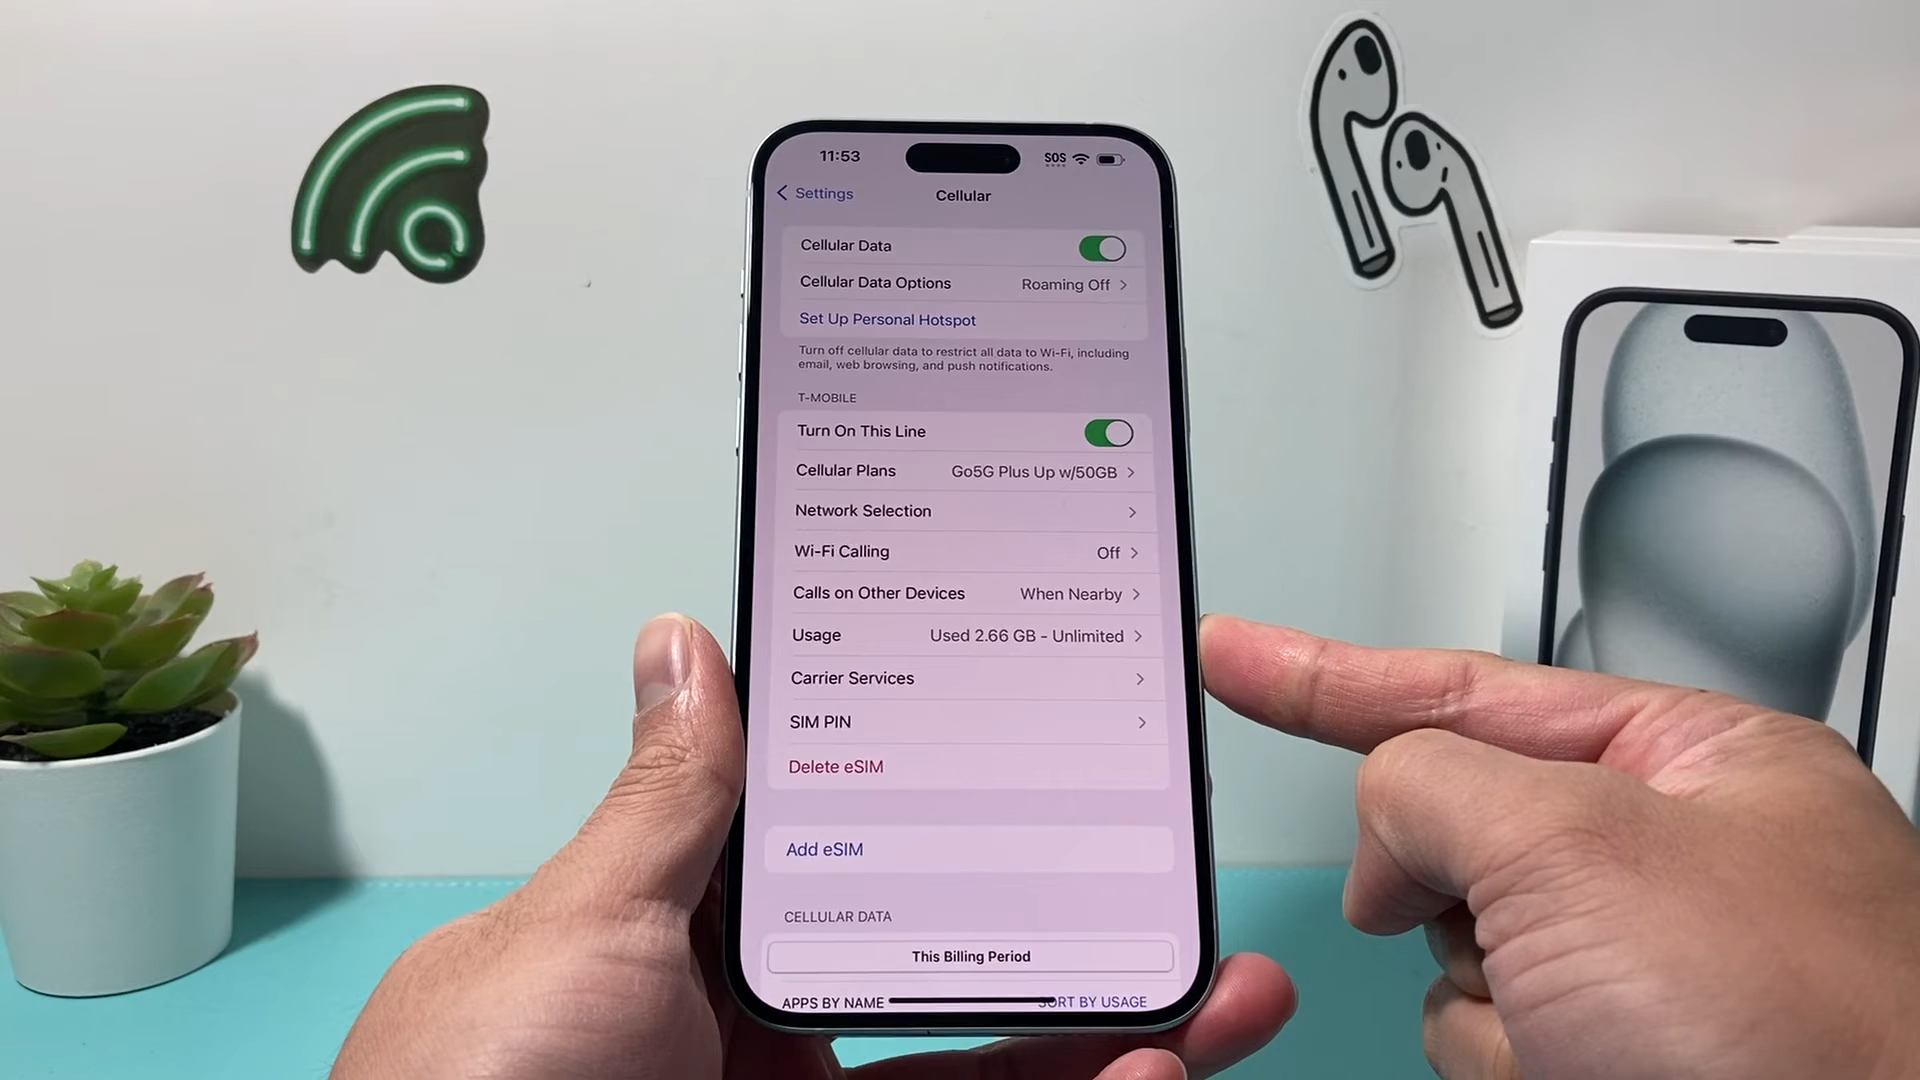 11:53 SOS
Settings
Cellular
Cellular Data
Cellular Data Options Roaming Off
Set Up Personal Hotspot
Turn off cellular data to restrict all data to Wi-Fi, including
email, web browsing, and push notifications.
T-MOBILE
Turn On This Line
Cellular Plans Go5G Plus Up w/50GB
Network Selection
Wi-Fi Calling Off
Calls on Other Devices When Nearby
Usage Used 2.66 GB - Unlimited
Carrier Services
SIM PIN
Delete eSIM
Add eSIM
CELLULAR DATA
This Billing Period
APPS BY NAME SORT BY USAGE